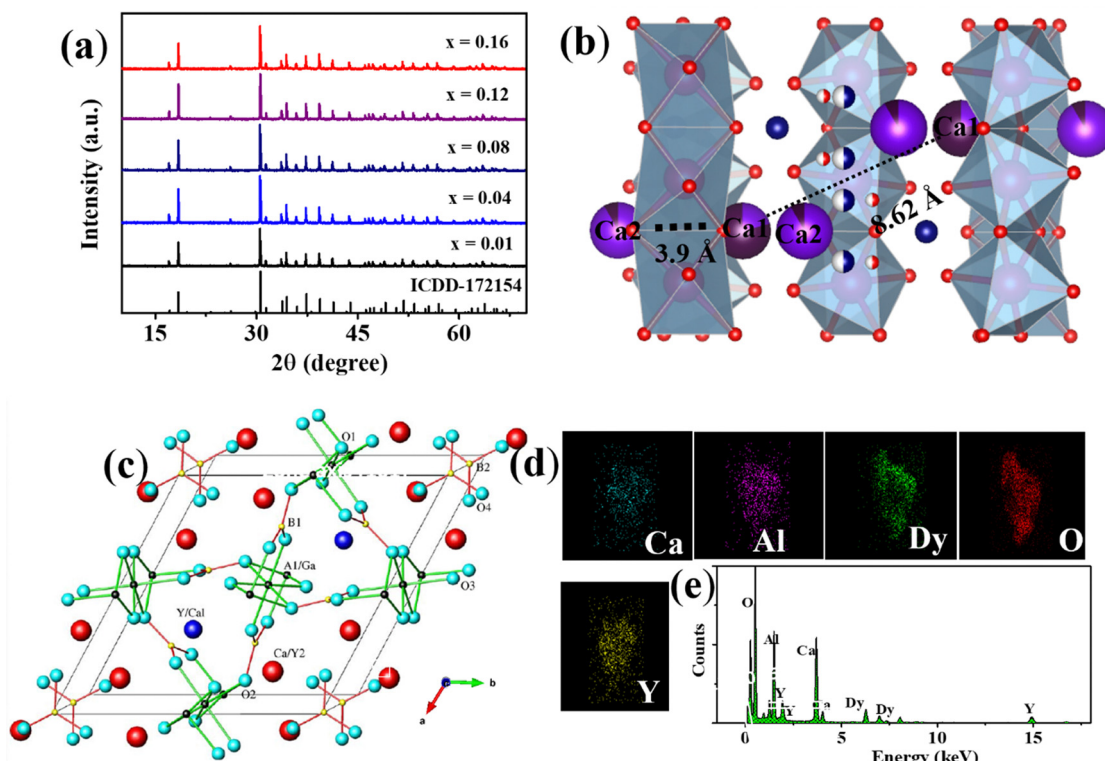 (a)
x = 0.16
x = 0.12
x = 0.08
x = 0.04
x = 0.01
ICDD-172154
Intensity (a.u.)
15 30 45 60
2θ (degree)
(b)
Ca1
Ca2 Ca1 Ca2
3.9 Å
8.62 Å
(c)
O1
B2
O4
B1
A1/Ga
O3
Y/Ca1
Ca/Y2
O2
b
a
(d)
Ca Al Dy O
Y
(e)
Counts
O
Al
Ca
Y
Y
Dy
Dy
Y
0 5 10 15
Energy (keV)